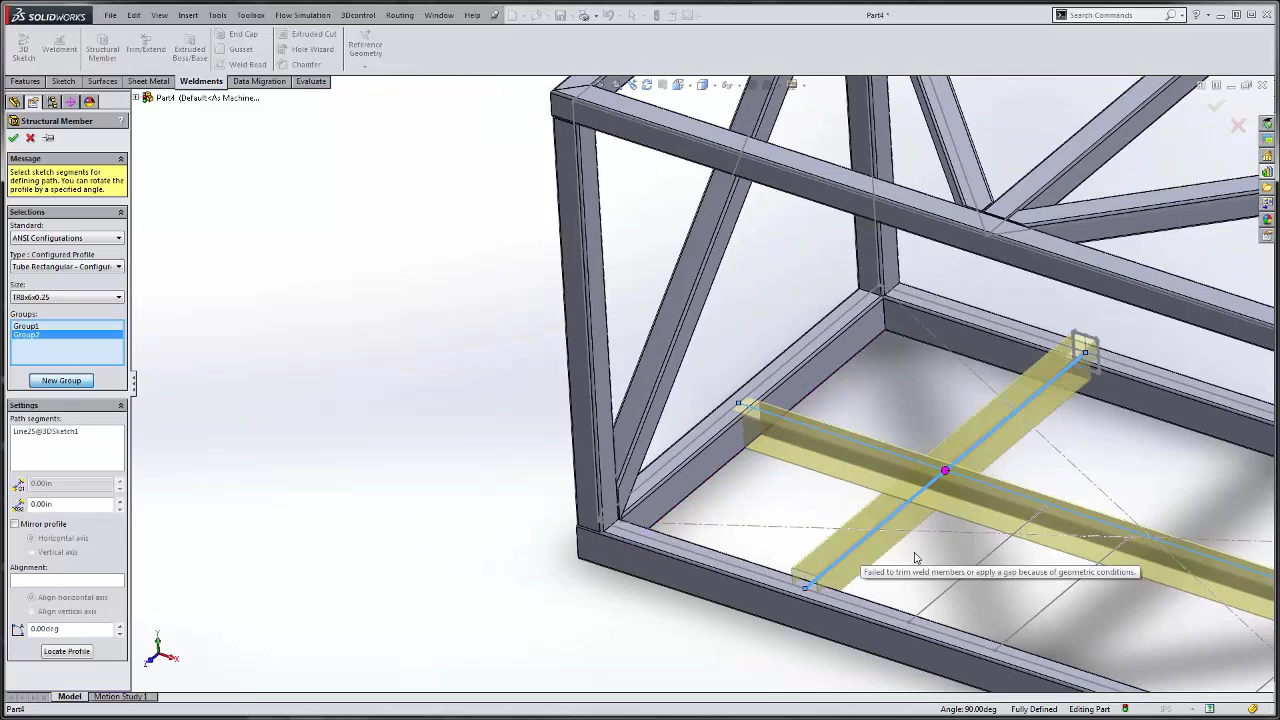 SOLIDWORKS File Edit View Insert Tools Toolbox Flow Simulation 3Dcontrol Routing Window Help Part4 * Search Commands
3D Sketch Weldment Structural Member Trim/Extend Extruded Boss/Base End Cap Gusset Weld Bead Extruded Cut Hole Wizard Chamfer Reference Geometry
Features Sketch Surfaces Sheet Metal Weldments Data Migration Evaluate
Part4 (Default<As Machine...
Structural Member ?
Message
Select sketch segments for
defining path. You can rotate
the profile by a specified angle.
Selections
Standard:
ANSI Configurations
Type : Configured Profile
Tube Rectangular - Configur
Size:
TR8x6x0.25
Groups:
Group1
Group2
New Group
Settings
Path segments:
Line25@3DSketch1
0.00in
0.00in
Mirror profile
Horizontal axis
Vertical axis
Alignment:
Align horizontal axis
Align vertical axis
0.00deg
Locate Profile
Failed to trim weld members or apply a gap because of geometric conditions.
Y
X
Z
Model Motion Study 1
Part4 Angle: 90.00deg Fully Defined Editing Part IPS